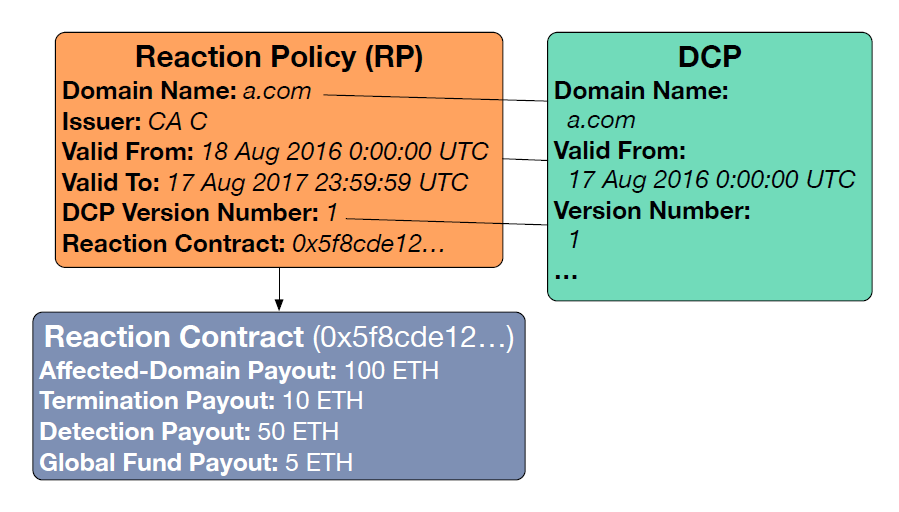 Reaction Policy (RP)
Domain Name: a.com
Issuer: CA C
Valid From: 18 Aug 2016 0:00:00 UTC
Valid To: 17 Aug 2017 23:59:59 UTC
DCP Version Number: 1
Reaction Contract: 0x5f8cde12…
DCP
Domain Name:
a.com
Valid From:
17 Aug 2016 0:00:00 UTC
Version Number:
1
…
Reaction Contract (0x5f8cde12…)
Affected-Domain Payout: 100 ETH
Termination Payout: 10 ETH
Detection Payout: 50 ETH
Global Fund Payout: 5 ETH